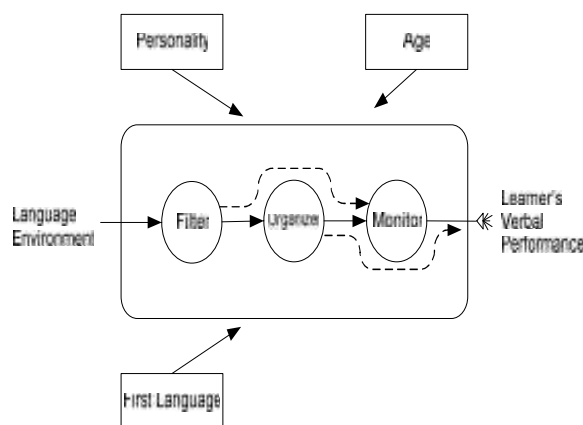 Personality
Age
Language
Environment
Filter
Organizer
Monitor
Learner's
Verbal
Performance
First Language